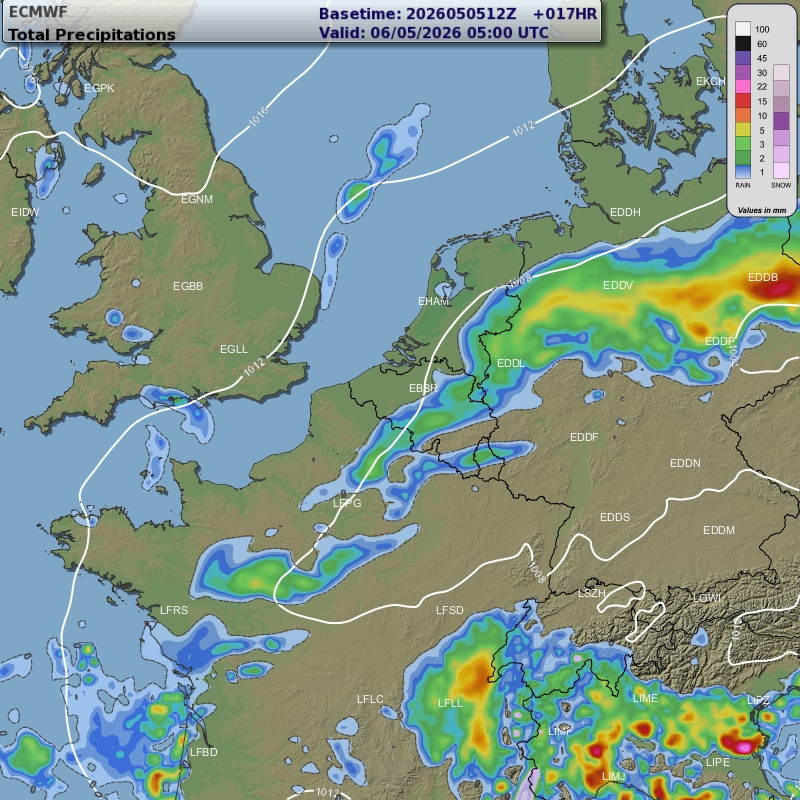 ECMWF
Basetime: 2026050512Z +017HR
Total Precipitations
Valid: 06/05/2026 05:00 UTC
100
60
45
30
22
15
10
5
3
2
1
RAIN
SNOW
Values in mm
EGPK
EKCH
1016
1012
EIDW
EGNM
EDDH
EGBB
1008
EDDV
EDDB
EHAM
EGLL
EDDP
EDDL
1012
EBBR
EDDF
EDDN
LFPG
EDDS
EDDM
1008
LSZH
LOWI
LFRS
LFSD
LFLC
LFLL
LIME
LIPZ
LIMF
LFBD
LIPE
LIMJ
1012